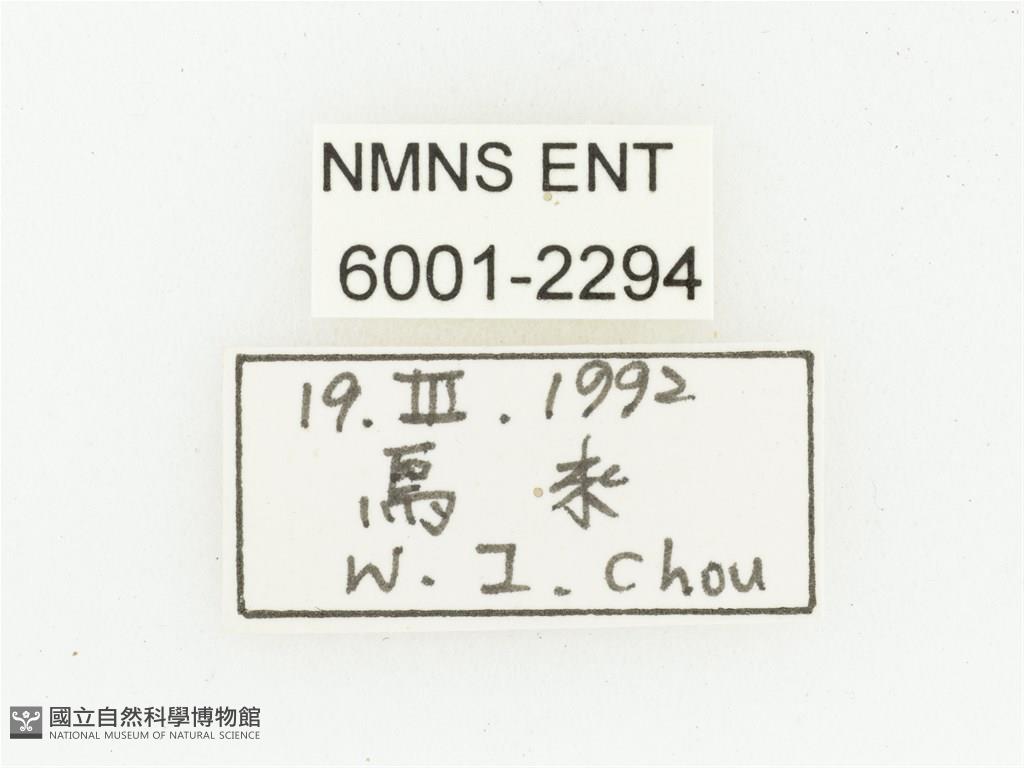 NMNS ENT
6001-2294
19.III.1992
烏 來
W. I. Chou
國立自然科學博物館
NATIONAL MUSEUM OF NATURAL SCIENCE